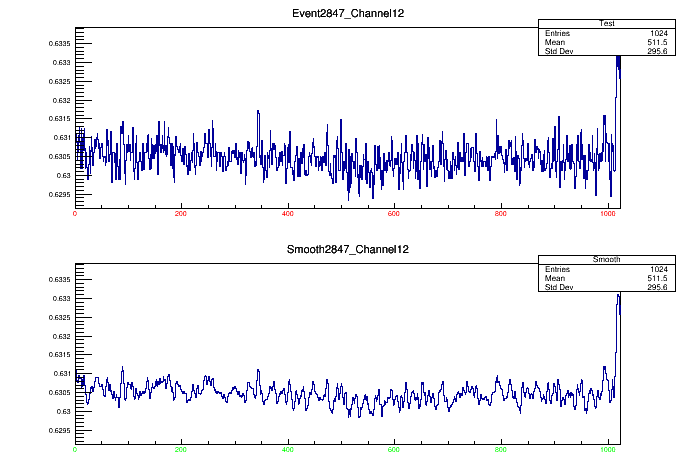 Event2847_Channel12
Test
Entries 1024
Mean 511.5
Std Dev 295.6
0.6335
0.633
0.6325
0.632
0.6315
0.631
0.6305
0.63
0.6295
0 200 400 600 800 1000
Smooth2847_Channel12
Smooth
Entries 1024
Mean 511.5
Std Dev 295.6
0.6335
0.633
0.6325
0.632
0.6315
0.631
0.6305
0.63
0.6295
0 200 400 600 800 1000